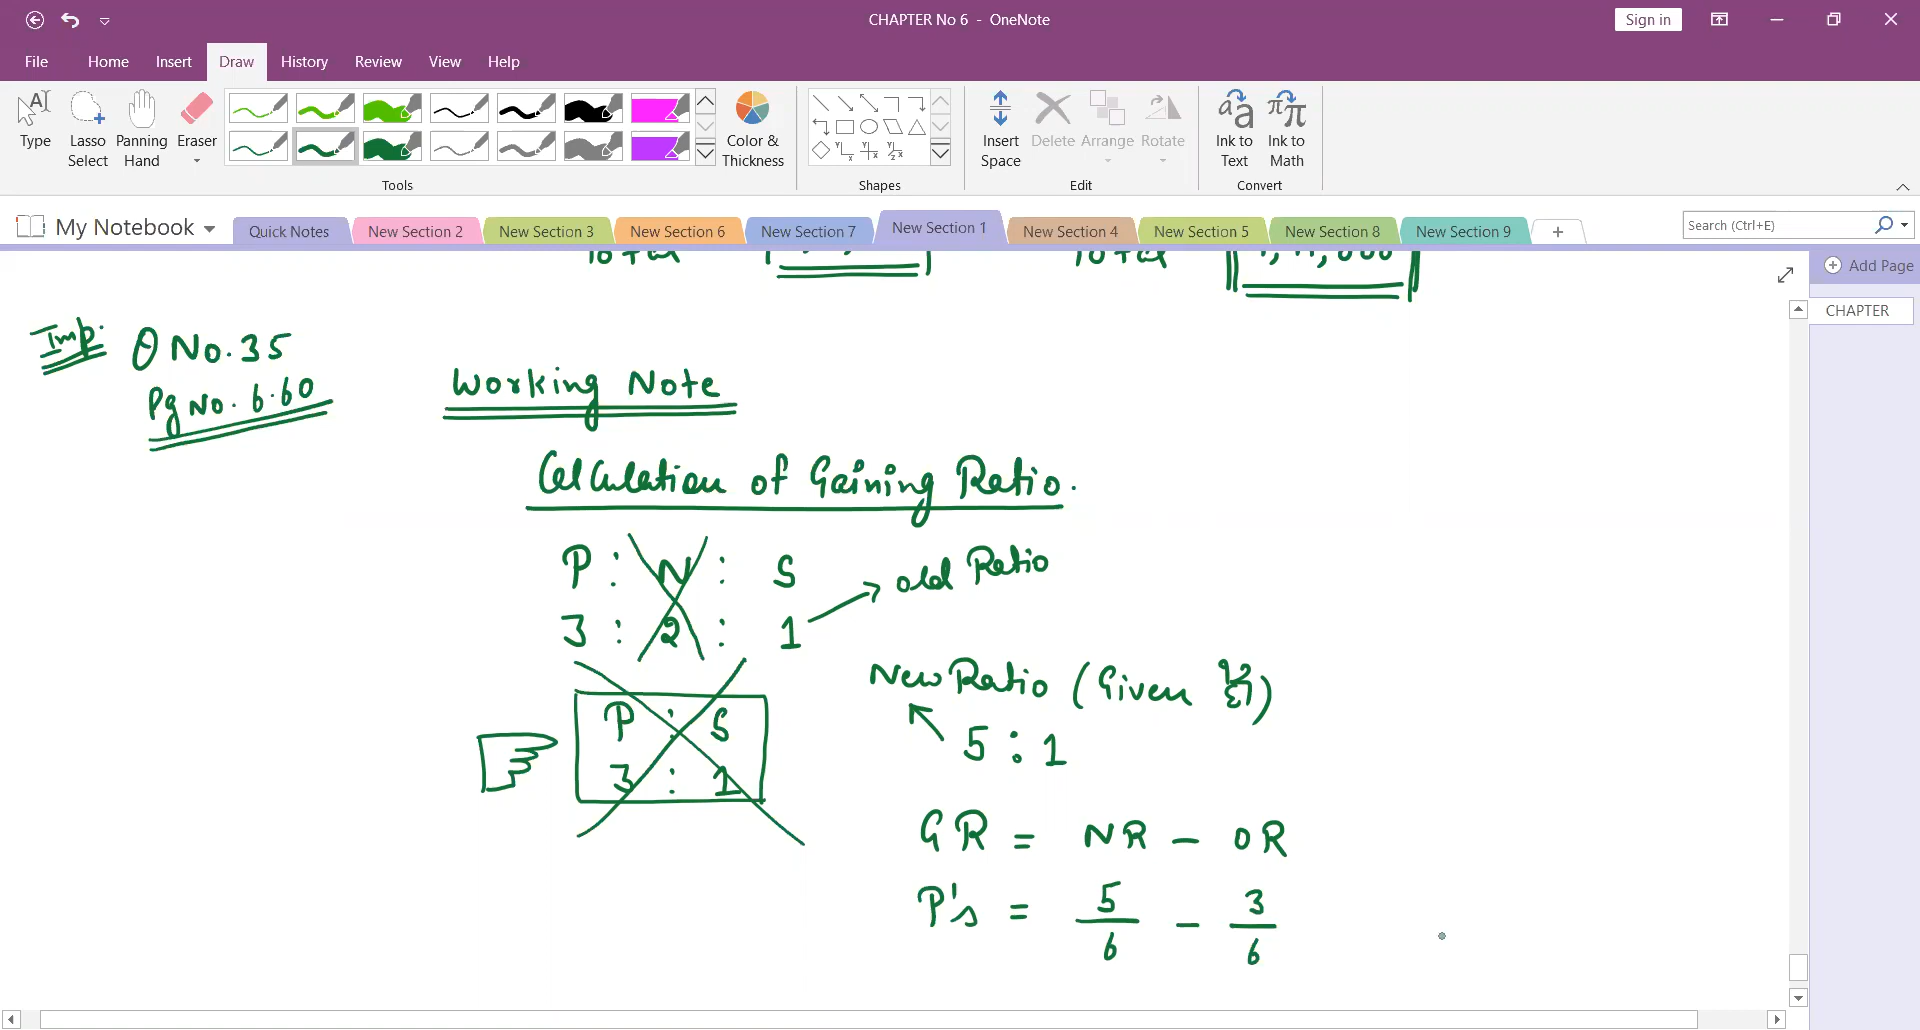 CHAPTER No 6 - OneNote
Sign in
File Home Insert Draw History Review View Help
Type
Lasso Select
Panning Hand
Eraser
Color & Thickness
Insert Space
Delete
Arrange
Rotate
Ink to Text
Ink to Math
Tools
Shapes
Edit
Convert
My Notebook
Quick Notes
New Section 2
New Section 3
New Section 6
New Section 7
New Section 1
New Section 4
New Section 5
New Section 8
New Section 9
Search (Ctrl+E)
Add Page
CHAPTER
Total Total
Imp. Q No. 35
Pg No. 6.60
Working Note
Calculation of Gaining Ratio.
P : N : S
old Ratio
3 : 2 : 1
New Ratio (Given है)
P : S
5 : 1
3 : 1
GR = NR - OR
P's = 5/6 - 3/6